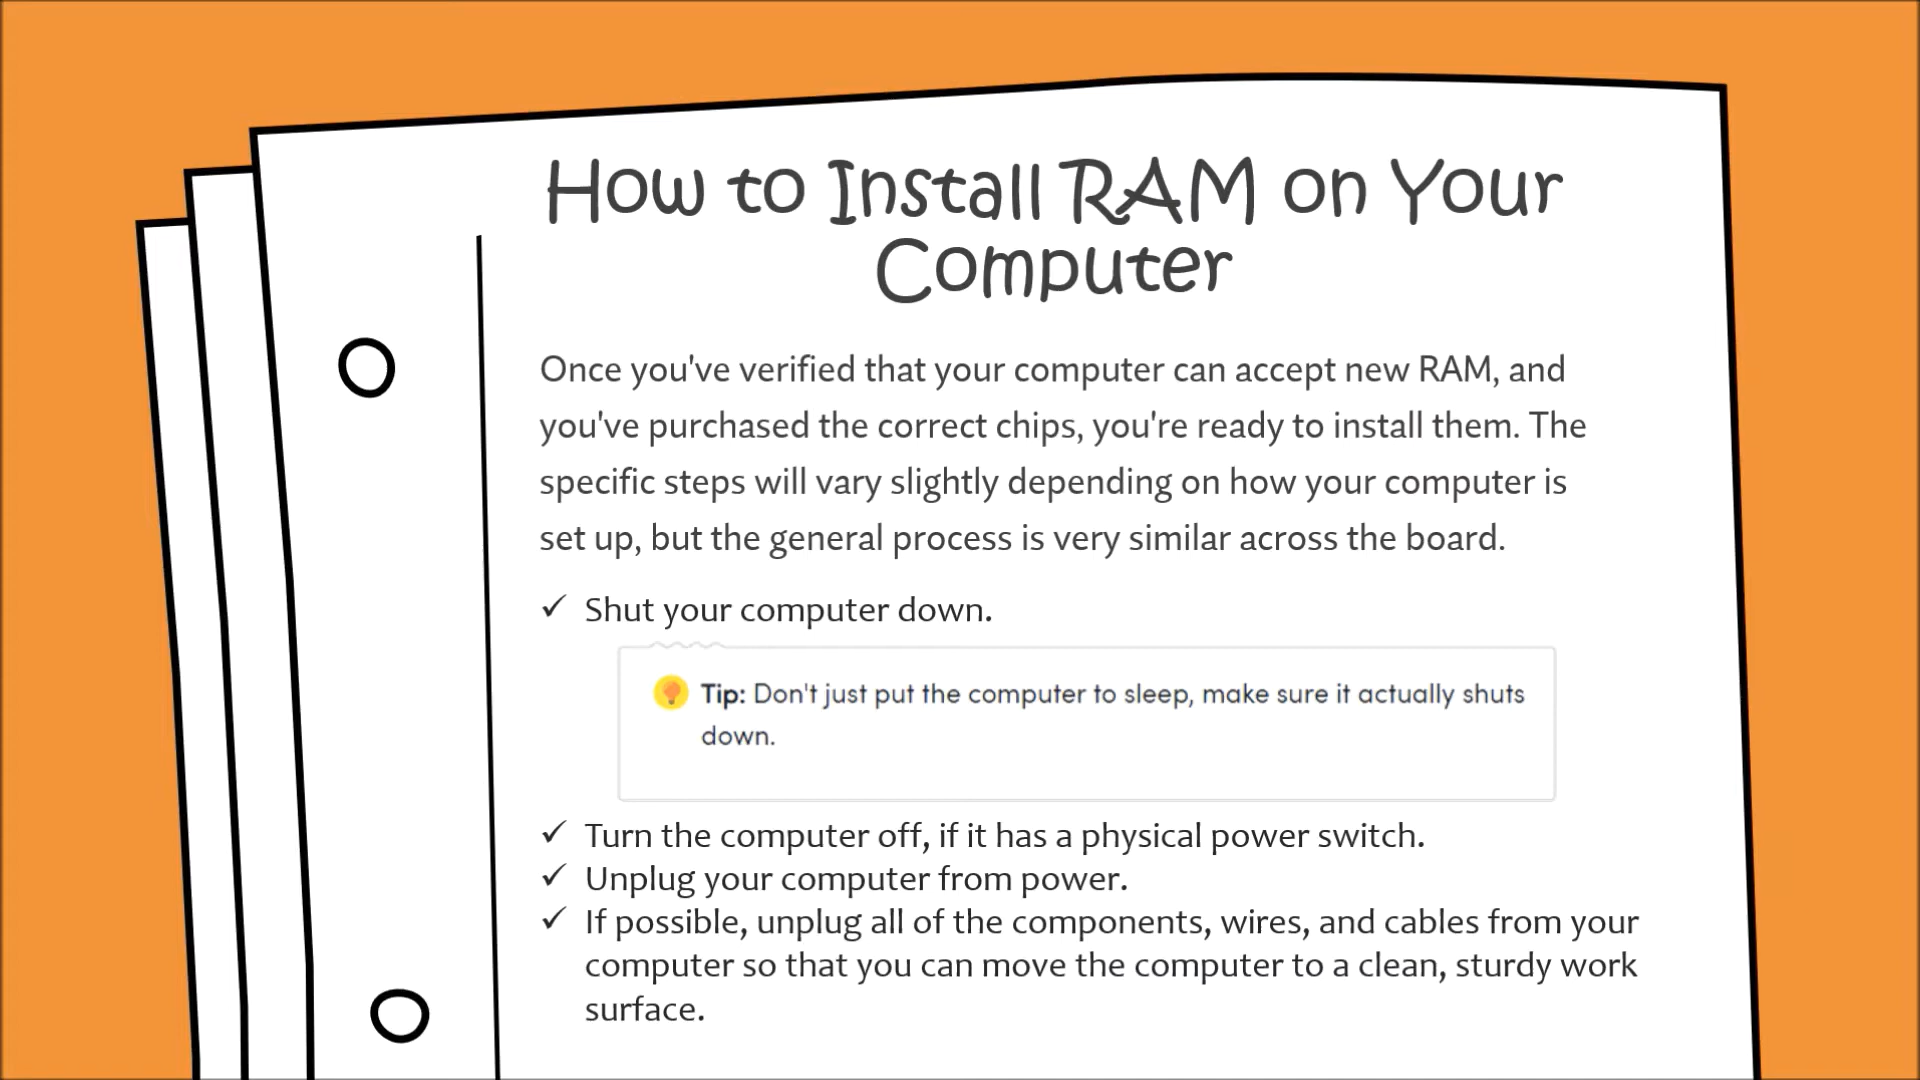 How to Install RAM on Your
Computer
Once you've verified that your computer can accept new RAM, and
you've purchased the correct chips, you're ready to install them. The
specific steps will vary slightly depending on how your computer is
set up, but the general process is very similar across the board.
✓ Shut your computer down.
Tip: Don't just put the computer to sleep, make sure it actually shuts
down.
✓ Turn the computer off, if it has a physical power switch.
✓ Unplug your computer from power.
✓ If possible, unplug all of the components, wires, and cables from your
computer so that you can move the computer to a clean, sturdy work
surface.